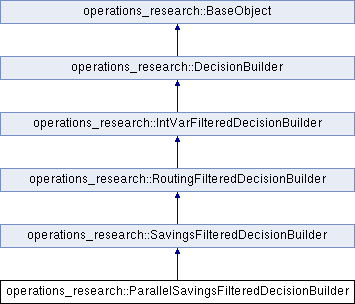 operations_research::BaseObject
operations_research::DecisionBuilder
operations_research::IntVarFilteredDecisionBuilder
operations_research::RoutingFilteredDecisionBuilder
operations_research::SavingsFilteredDecisionBuilder
operations_research::ParallelSavingsFilteredDecisionBuilder